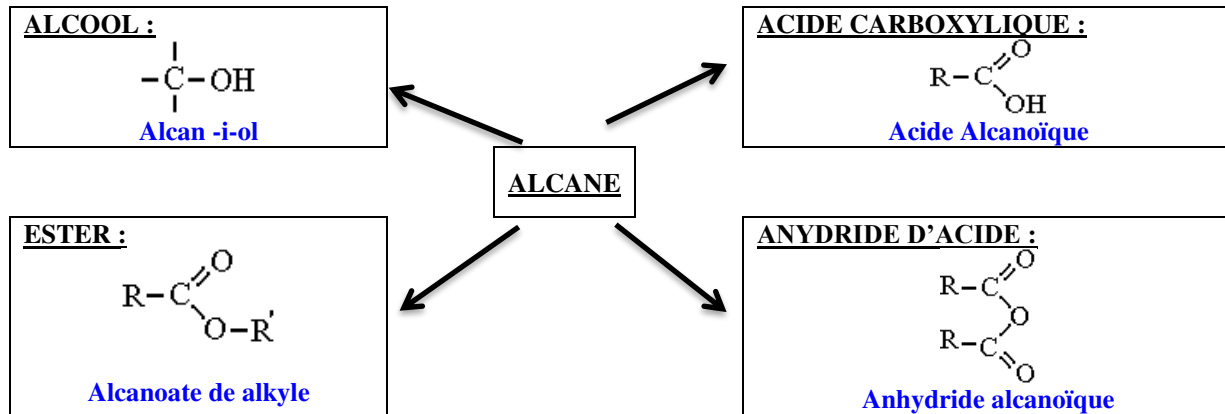 ALCOOL :
C
OH
Alcan -i-ol
ACIDE CARBOXYLIQUE :
O
R-C
OH
Acide Alcanoïque
ALCANE
ESTER :
O
R-C
O-R'
Alcanoate de alkyle
ANYDRIDE D'ACIDE :
O
R-C
O
R-C
O
Anhydride alcanoïque